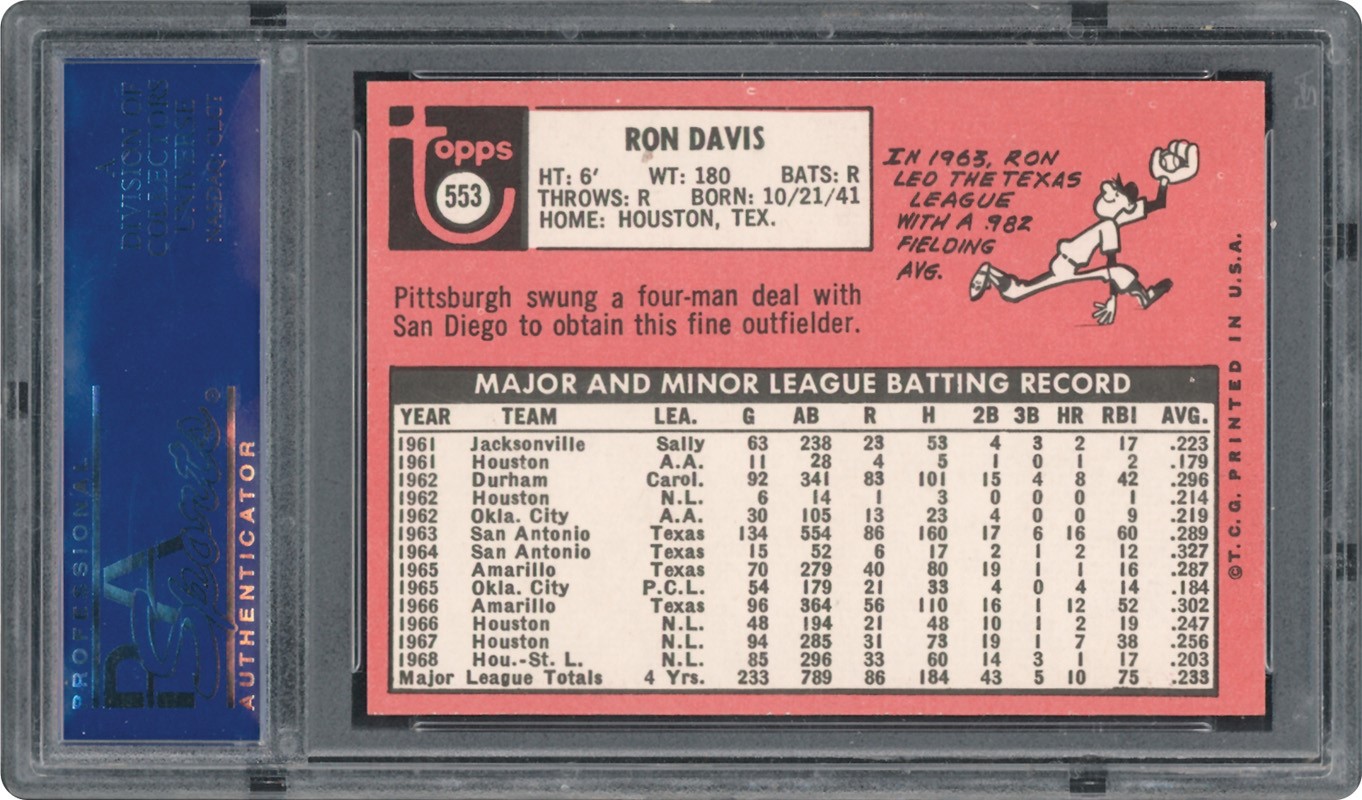 A
DIVISION OF
COLLECTORS
UNIVERSE
NASDAQ: CLCT
PROFESSIONAL
PSA
Sports®
AUTHENTICATOR
topps
553
RON DAVIS
HT: 6' WT: 180 BATS: R
THROWS: R BORN: 10/21/41
HOME: HOUSTON, TEX.
IN 1963, RON
LED THE TEXAS
LEAGUE
WITH A .982
FIELDING
AVG.
Pittsburgh swung a four-man deal with
San Diego to obtain this fine outfielder.
MAJOR AND MINOR LEAGUE BATTING RECORD
YEAR TEAM LEA. G AB R H 2B 3B HR RBI AVG.
1961 Jacksonville Sally 63 238 23 53 4 3 2 17 .223
1961 Houston A.A. 11 28 4 5 1 0 1 2 .179
1962 Durham Carol. 92 341 83 101 15 4 8 42 .296
1962 Houston N.L. 6 14 1 3 0 0 0 1 .214
1962 Okla. City A.A. 30 105 13 23 4 0 0 9 .219
1963 San Antonio Texas 134 554 86 160 17 6 16 60 .289
1964 San Antonio Texas 15 52 6 17 2 1 2 12 .327
1965 Amarillo Texas 70 279 40 80 19 1 1 16 .287
1965 Okla. City P.C.L. 54 179 21 33 4 0 4 14 .184
1966 Amarillo Texas 96 364 56 110 16 1 12 52 .302
1966 Houston N.L. 48 194 21 48 10 1 2 19 .247
1967 Houston N.L. 94 285 31 73 19 1 7 38 .256
1968 Hou.-St. L. N.L. 85 296 33 60 14 3 1 17 .203
Major League Totals 4 Yrs. 233 789 86 184 43 5 10 75 .233
©T.C.G. PRINTED IN U.S.A.